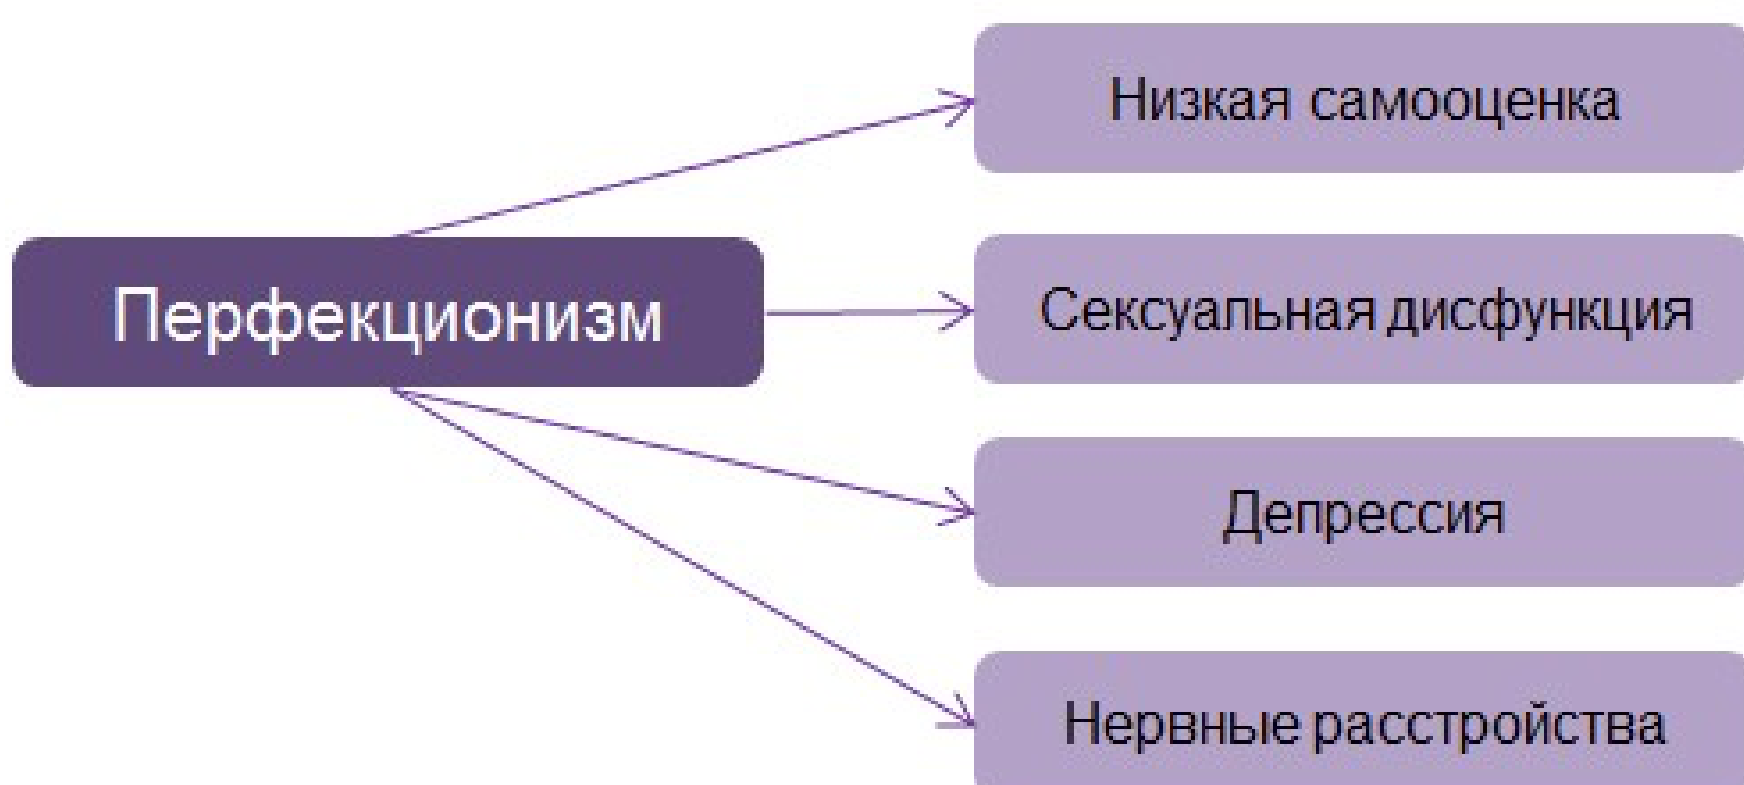 Низкая самооценка
Перфекционизм
Сексуальная дисфункция
Депрессия
Нервные расстройства